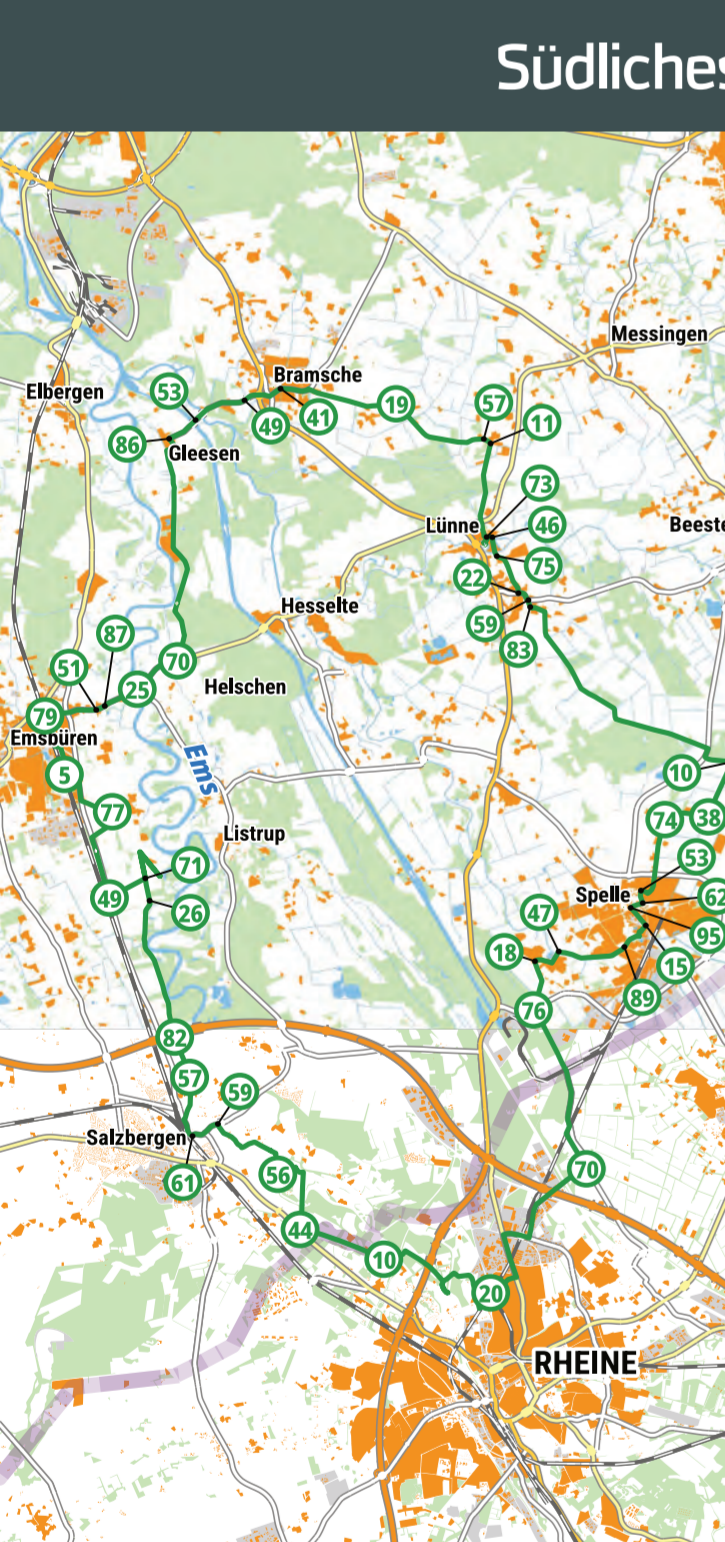 Südliches
Messingen
Bramsche
Elbergen
53
57
19
41
49
11
86
Gleesen
73
Lünne
46
Beeste
75
22
Hesselte
59
87
83
70
51
25
Helschen
79
Emsbüren
Ems
10
5
77
74
38
Listrup
53
71
Spelle
62
49
26
47
95
18
15
89
76
82
57
59
Salzbergen
70
56
61
44
10
20
RHEINE